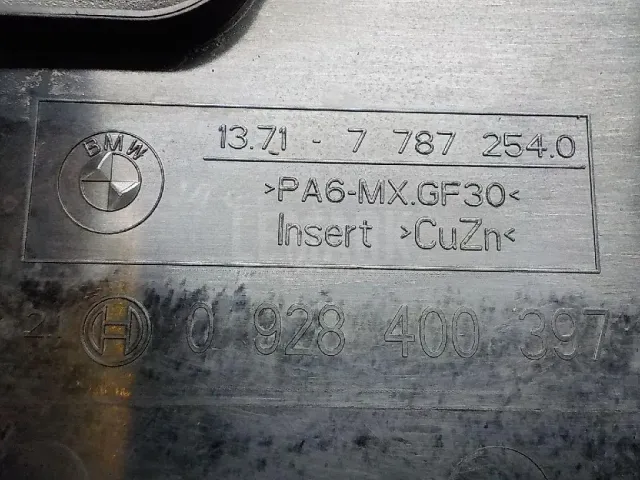 BMW
13.71 - 7 787 254.0
>PA6-MX.GF30<
Insert >CuZn<
2. H 0 928 400 397